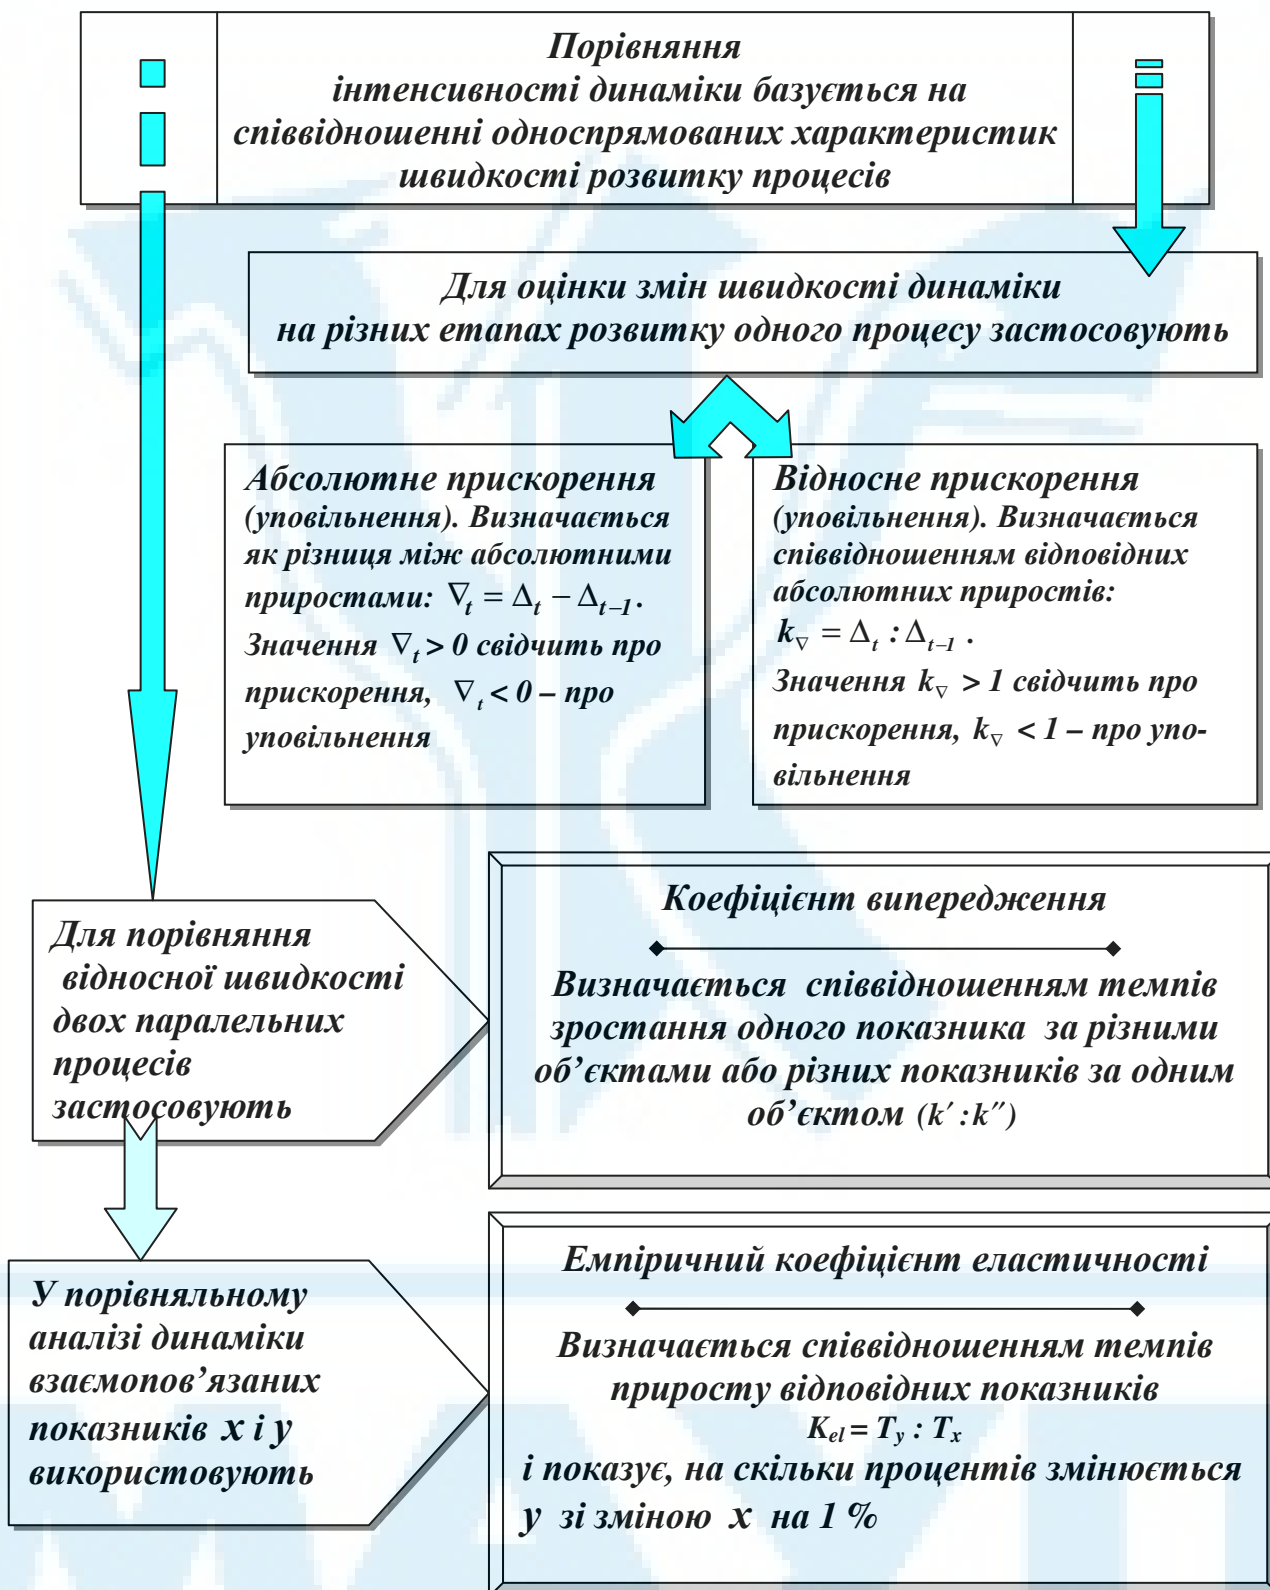 Порівняння
інтенсивності динаміки базується на
співвідношенні односпрямованих характеристик
швидкості розвитку процесів
Для оцінки змін швидкості динаміки
на різних етапах розвитку одного процесу застосовують
Абсолютне прискорення
(уповільнення). Визначається
як різниця між абсолютними
приростами: ∇t = Δt − Δt−1.
Значення ∇t > 0 свідчить про
прискорення, ∇t < 0 – про
уповільнення
Відносне прискорення
(уповільнення). Визначається
співвідношенням відповідних
абсолютних приростів:
k∇ = Δt : Δt−1 .
Значення k∇ > 1 свідчить про
прискорення, k∇ < 1 – про упо-
вільнення
Для порівняння
відносної швидкості
двох паралельних
процесів
застосовують
Коефіцієнт випередження
Визначається співвідношенням темпів
зростання одного показника за різними
об’єктами або різних показників за одним
об’єктом (k′ : k″)
У порівняльному
аналізі динаміки
взаємопов’язаних
показників x і y
використовують
Емпіричний коефіцієнт еластичності
Визначається співвідношенням темпів
приросту відповідних показників
Kel = Ty : Tx
і показує, на скільки процентів змінюється
y зі зміною x на 1 %